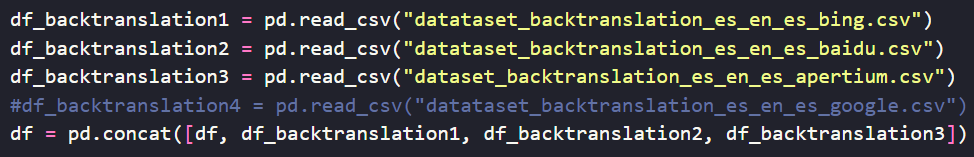 df_backtranslation1 = pd.read_csv("datataset_backtranslation_es_en_es_bing.csv")
df_backtranslation2 = pd.read_csv("datataset_backtranslation_es_en_es_baidu.csv")
df_backtranslation3 = pd.read_csv("dataset_backtranslation_es_en_es_apertium.csv")
#df_backtranslation4 = pd.read_csv("datataset_backtranslation_es_en_es_google.csv")
df = pd.concat([df, df_backtranslation1, df_backtranslation2, df_backtranslation3])